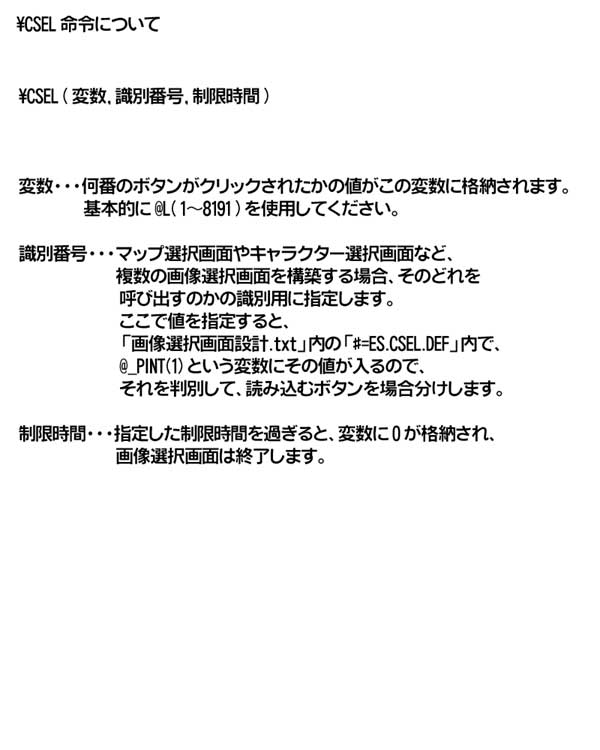 ¥CSEL 命令について
¥CSEL ( 変数, 識別番号, 制限時間 )
変数・・・何番のボタンがクリックされたかの値がこの変数に格納されます。
基本的に @L( 1～8191 ) を使用してください。
識別番号・・・マップ選択画面やキャラクター選択画面など、
複数の画像選択画面を構築する場合、そのどれを
呼び出すのかの識別用に指定します。
ここで値を指定すると、
「画像選択画面設計.txt」内の「#=ES.CSEL.DEF」内で、
@_PINT(1) という変数にその値が入るので、
それを判別して、読み込むボタンを場合分けします。
制限時間・・・指定した制限時間を過ぎると、変数に 0 が格納され、
画像選択画面は終了します。